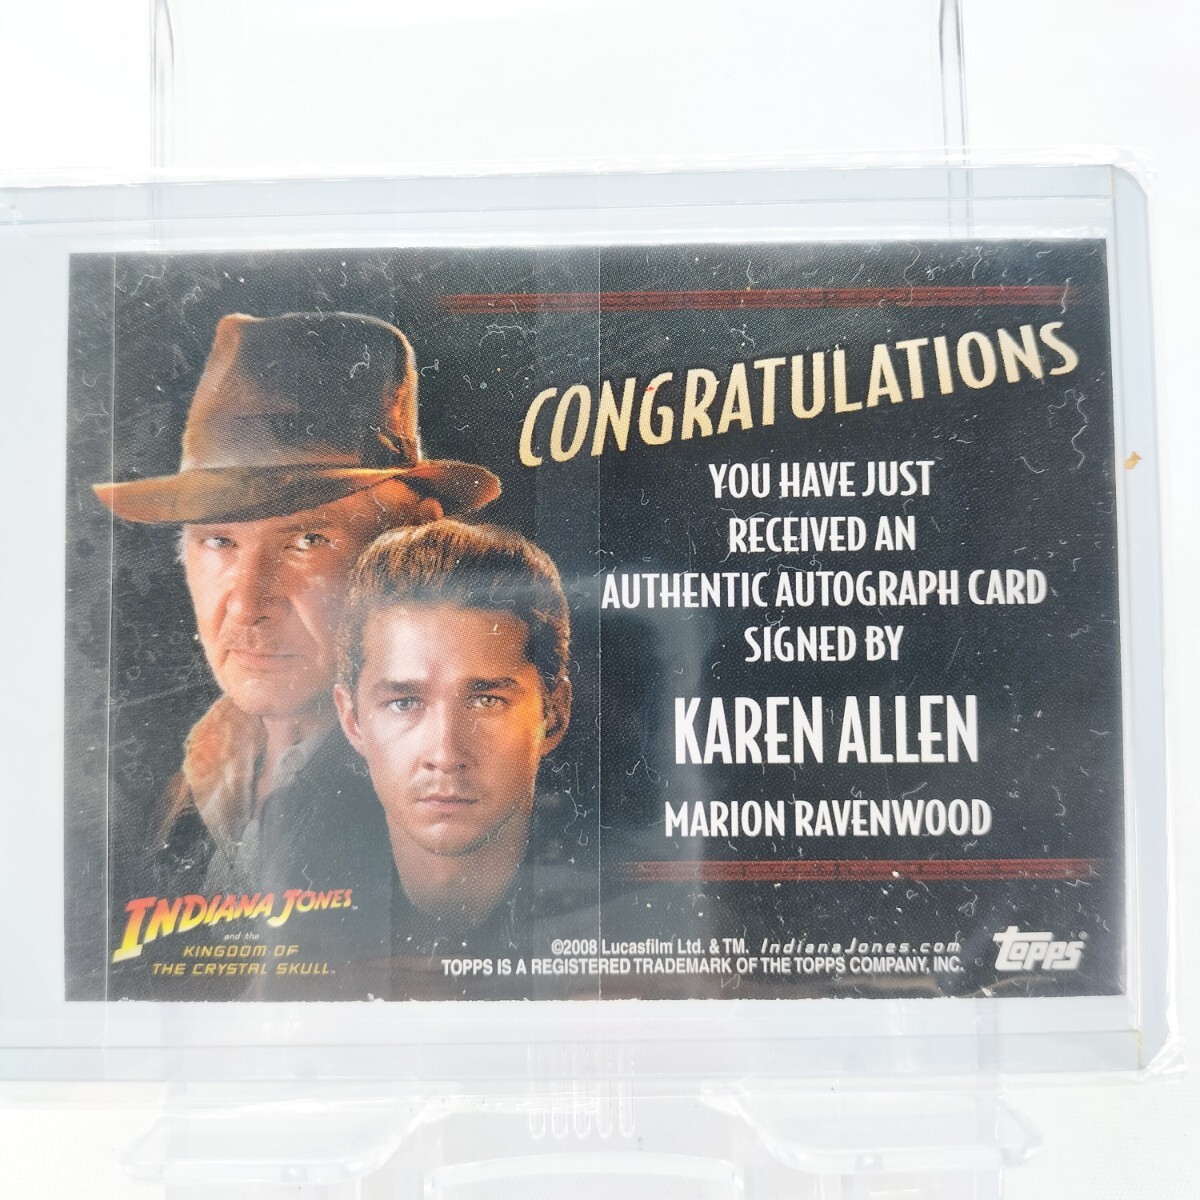 CONGRATULATIONS
YOU HAVE JUST
RECEIVED AN
AUTHENTIC AUTOGRAPH CARD
SIGNED BY
KAREN ALLEN
MARION RAVENWOOD
INDIANA JONES™
and the
KINGDOM OF
THE CRYSTAL SKULL™
©2008 Lucasfilm Ltd. & TM. IndianaJones.com
TOPPS IS A REGISTERED TRADEMARK OF THE TOPPS COMPANY, INC.
TOPPS®